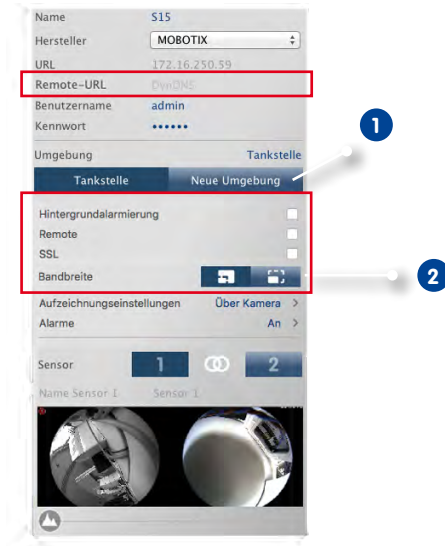 Name S15
Hersteller MOBOTIX
URL 172.16.250.59
Remote-URL DynDNS
Benutzername admin
Kennwort ••••••
1
Umgebung Tankstelle
Tankstelle Neue Umgebung
Hintergrundalarmierung
Remote
SSL
Bandbreite
2
Aufzeichnungseinstellungen Über Kamera >
Alarme An >
Sensor 1 2
Name Sensor 1 Sensor 1